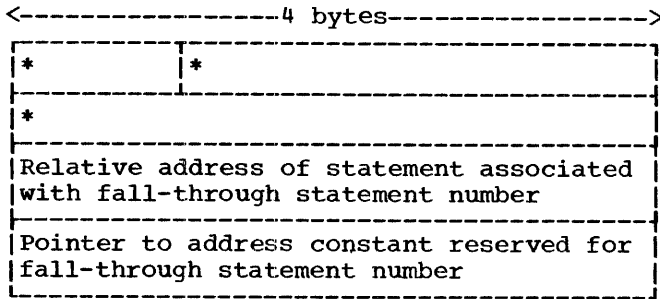 <-----------------4 bytes----------------->
* *
*
Relative address of statement associated
with fall-through statement number
Pointer to address constant reserved for
fall-through statement number